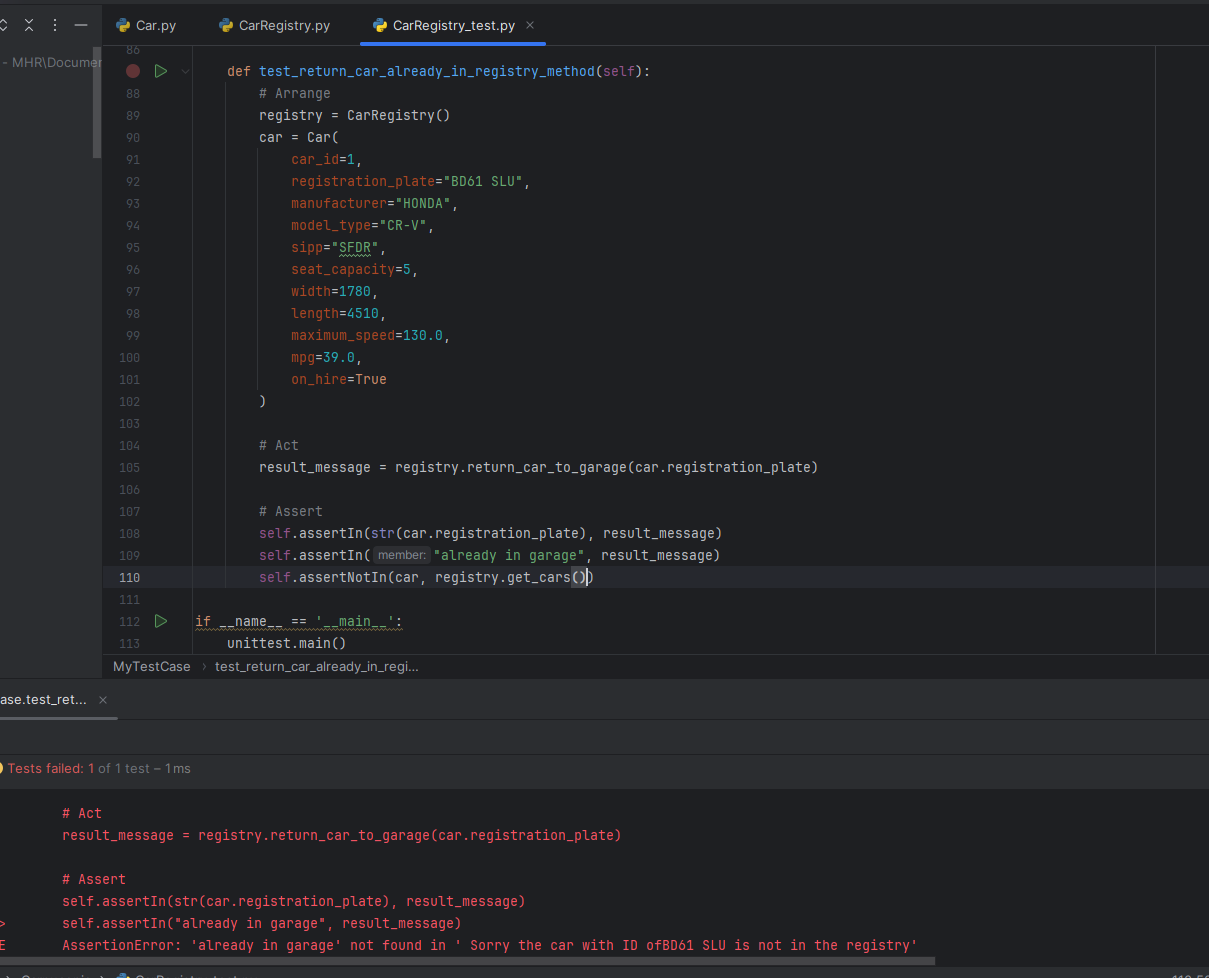 Car.py CarRegistry.py CarRegistry_test.py
- MHR\Documen
86
def test_return_car_already_in_registry_method(self):
88 # Arrange
89 registry = CarRegistry()
90 car = Car(
91 car_id=1,
92 registration_plate="BD61 SLU",
93 manufacturer="HONDA",
94 model_type="CR-V",
95 sipp="SFDR",
96 seat_capacity=5,
97 width=1780,
98 length=4510,
99 maximum_speed=130.0,
100 mpg=39.0,
101 on_hire=True
102 )
103
104 # Act
105 result_message = registry.return_car_to_garage(car.registration_plate)
106
107 # Assert
108 self.assertIn(str(car.registration_plate), result_message)
109 self.assertIn( member: "already in garage", result_message)
110 self.assertNotIn(car, registry.get_cars())
111
112 if __name__ == '__main__':
113 unittest.main()
MyTestCase › test_return_car_already_in_regi...
ase.test_ret...
Tests failed: 1 of 1 test – 1 ms
# Act
result_message = registry.return_car_to_garage(car.registration_plate)
# Assert
self.assertIn(str(car.registration_plate), result_message)
> self.assertIn("already in garage", result_message)
E AssertionError: 'already in garage' not found in ' Sorry the car with ID ofBD61 SLU is not in the registry'